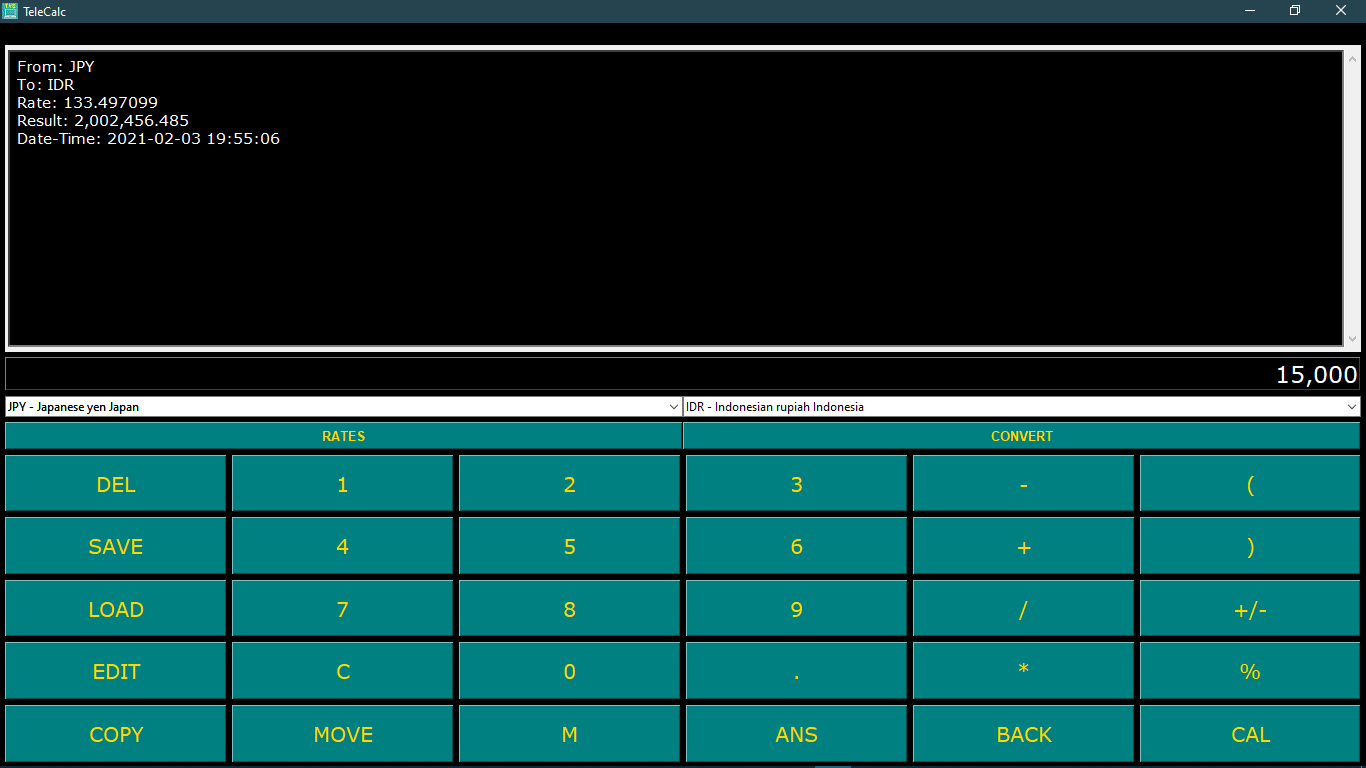 TeleCalc
From: JPY
To: IDR
Rate: 133.497099
Result: 2,002,456.485
Date-Time: 2021-02-03 19:55:06
15,000
JPY - Japanese yen Japan
IDR - Indonesian rupiah Indonesia
RATES
CONVERT
DEL 1 2 3 - (
SAVE 4 5 6 + )
LOAD 7 8 9 / +/-
EDIT C 0 . * %
COPY MOVE M ANS BACK CAL